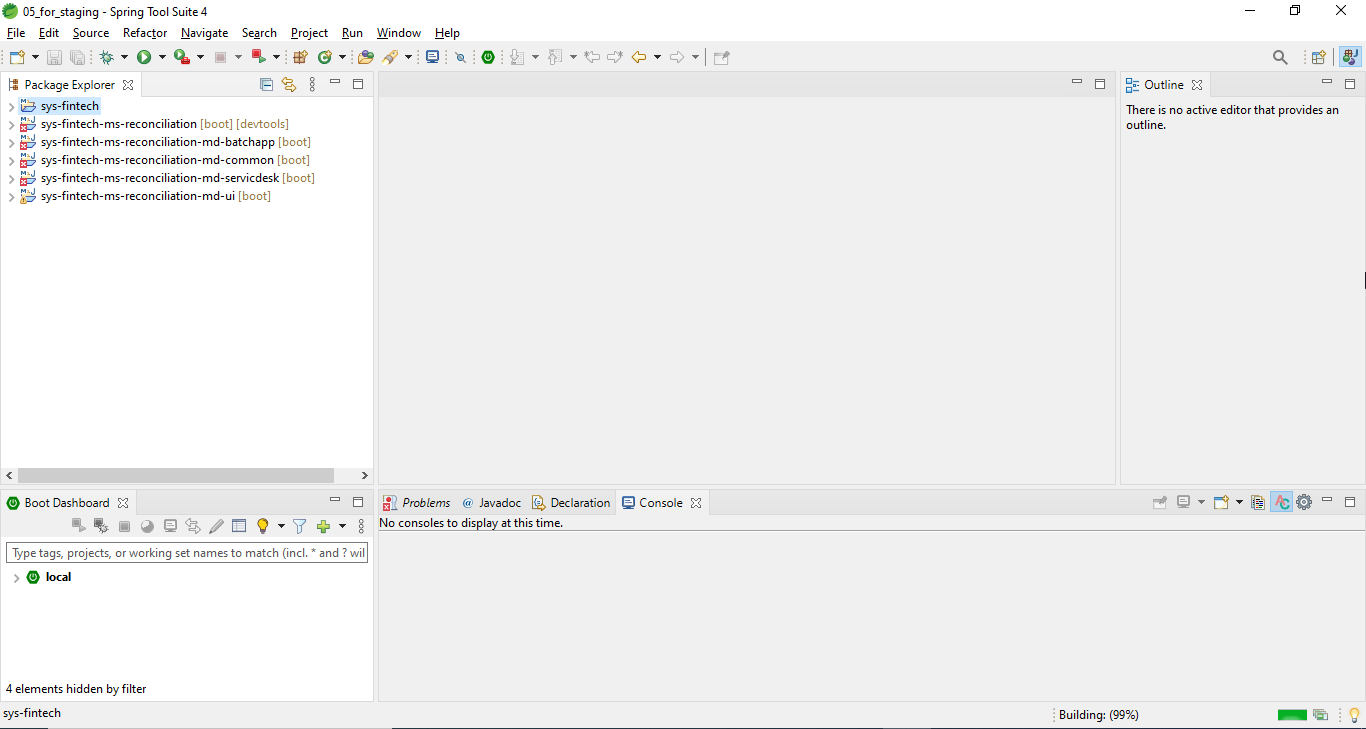 05_for_staging - Spring Tool Suite 4
File Edit Source Refactor Navigate Search Project Run Window Help
Package Explorer
sys-fintech
sys-fintech-ms-reconciliation [boot] [devtools]
sys-fintech-ms-reconciliation-md-batchapp [boot]
sys-fintech-ms-reconciliation-md-common [boot]
sys-fintech-ms-reconciliation-md-servicdesk [boot]
sys-fintech-ms-reconciliation-md-ui [boot]
Outline
There is no active editor that provides an
outline.
Boot Dashboard
Type tags, projects, or working set names to match (incl. * and ? wil
local
4 elements hidden by filter
Problems @ Javadoc Declaration Console
No consoles to display at this time.
sys-fintech
Building: (99%)